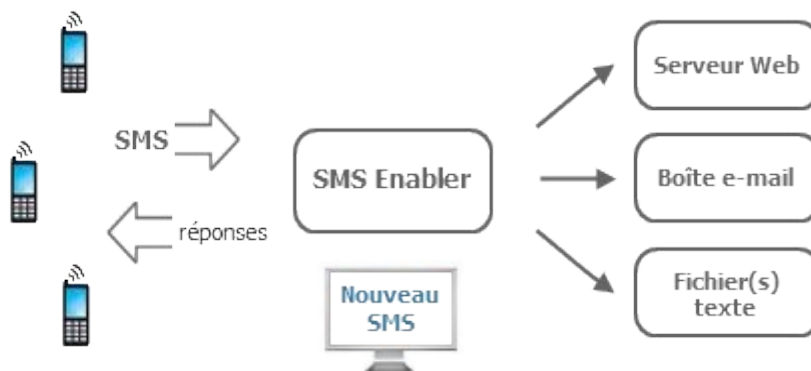 SMS
réponses
SMS Enabler
Nouveau
SMS
Serveur Web
Boîte e-mail
Fichier(s)
texte